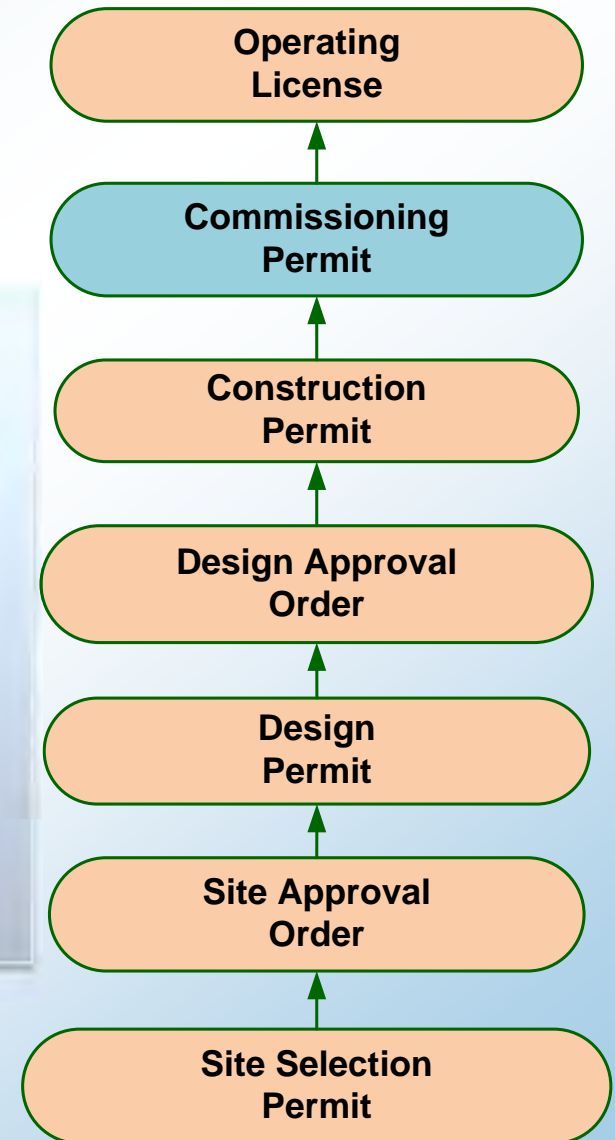 Operating
License
Commissioning
Permit
Construction
Permit
Design Approval
Order
Design
Permit
Site Approval
Order
Site Selection
Permit